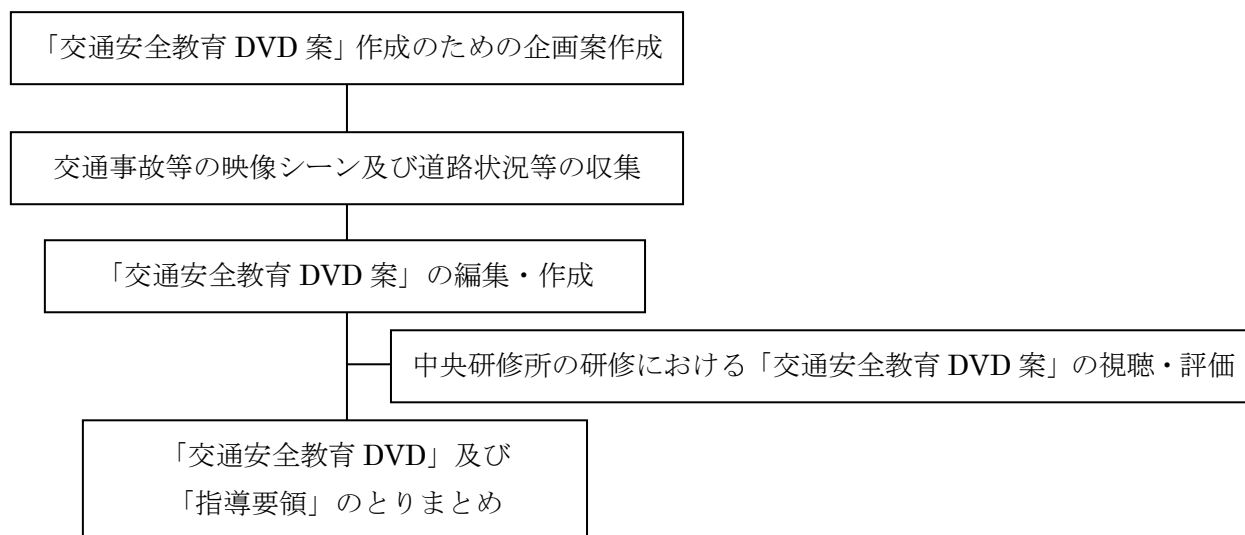 「交通安全教育 DVD 案」作成のための企画案作成
交通事故等の映像シーン及び道路状況等の収集
「交通安全教育 DVD 案」の編集・作成
中央研修所の研修における「交通安全教育 DVD 案」の視聴・評価
「交通安全教育 DVD」及び
「指導要領」のとりまとめ